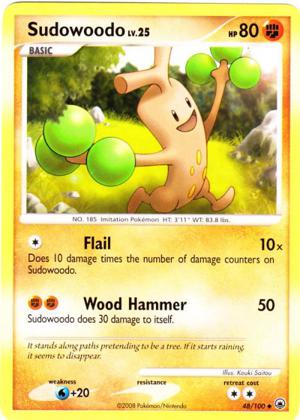 Sudowoodo LV.25 HP 80
BASIC
NO. 185 Imitation Pokémon HT: 3'11" WT: 83.8 lbs.
Flail 10x
Does 10 damage times the number of damage counters on
Sudowoodo.
Wood Hammer 50
Sudowoodo does 30 damage to itself.
It stands along paths pretending to be a tree. If it starts raining,
it seems to disappear.
Illus. Kouki Saitou
weakness resistance retreat cost
+20
©2008 Pokémon/Nintendo 48/100